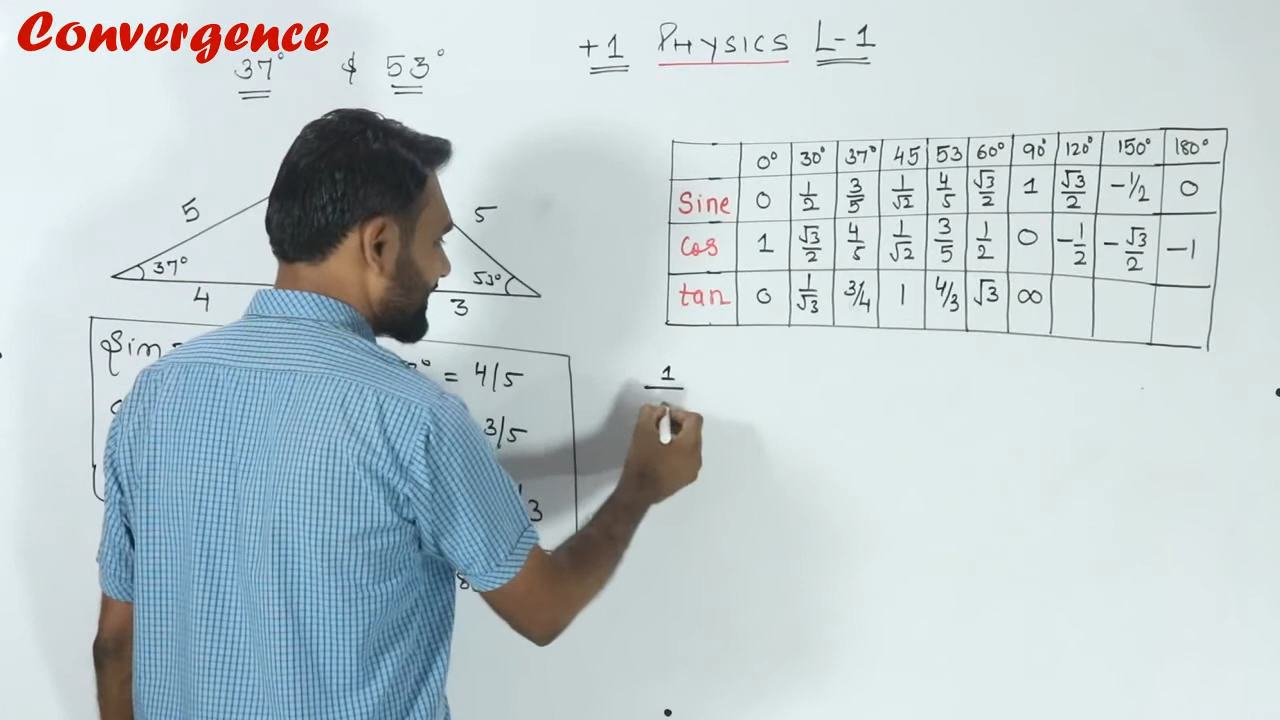 Convergence
37° & 53°
+1 PHYSICS L-1
5
37°
4
5
53°
3
Sin
= 4/5
3/5
3
0° 30° 37° 45 53 60° 90° 120° 150° 180°
Sine 0 1/2 3/5 1/√2 4/5 √3/2 1 √3/2 -1/2 0
cos 1 √3/2 4/5 1/√2 3/5 1/2 0 -1/2 -√3/2 -1
tan 0 1/√3 3/4 1 4/3 √3 ∞
1